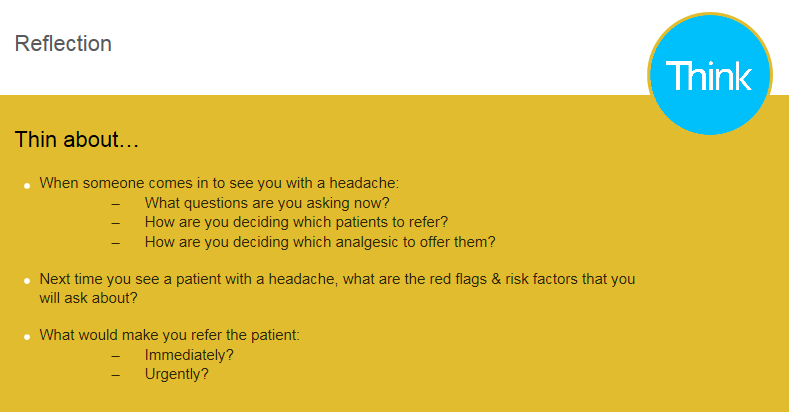 Reflection
Think
Thin about…
When someone comes in to see you with a headache:
– What questions are you asking now?
– How are you deciding which patients to refer?
– How are you deciding which analgesic to offer them?
Next time you see a patient with a headache, what are the red flags & risk factors that you
will ask about?
What would make you refer the patient:
– Immediately?
– Urgently?